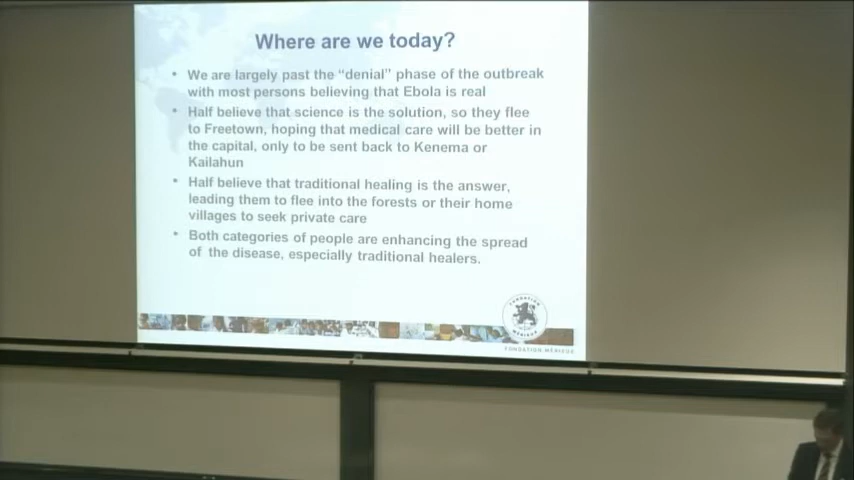 Where are we today?
• We are largely past the “denial” phase of the outbreak
with most persons believing that Ebola is real
• Half believe that science is the solution, so they flee
to Freetown, hoping that medical care will be better in
the capital, only to be sent back to Kenema or
Kailahun
• Half believe that traditional healing is the answer,
leading them to flee into the forests or their home
villages to seek private care
• Both categories of people are enhancing the spread
of the disease, especially traditional healers.
FONDATION
MÉRIEUX
FONDATION MÉRIEUX